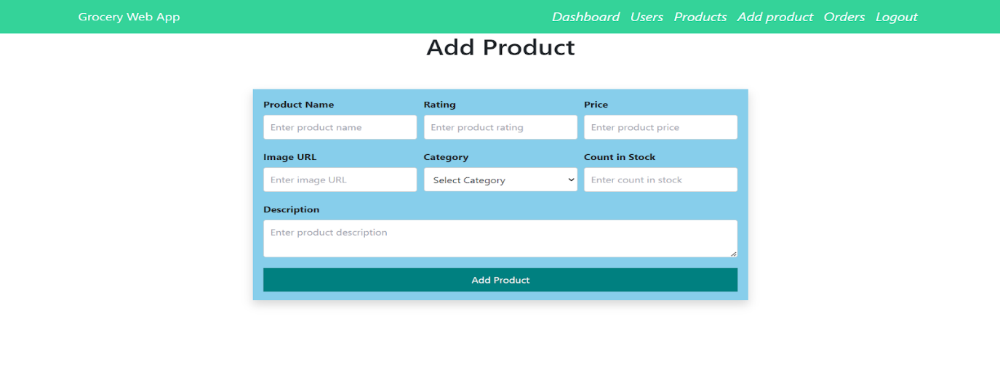 Grocery Web App Dashboard Users Products Add product Orders Logout
Add Product
Product Name Rating Price
Enter product name Enter product rating Enter product price
Image URL Category Count in Stock
Enter image URL Select Category Enter count in stock
Description
Enter product description
Add Product